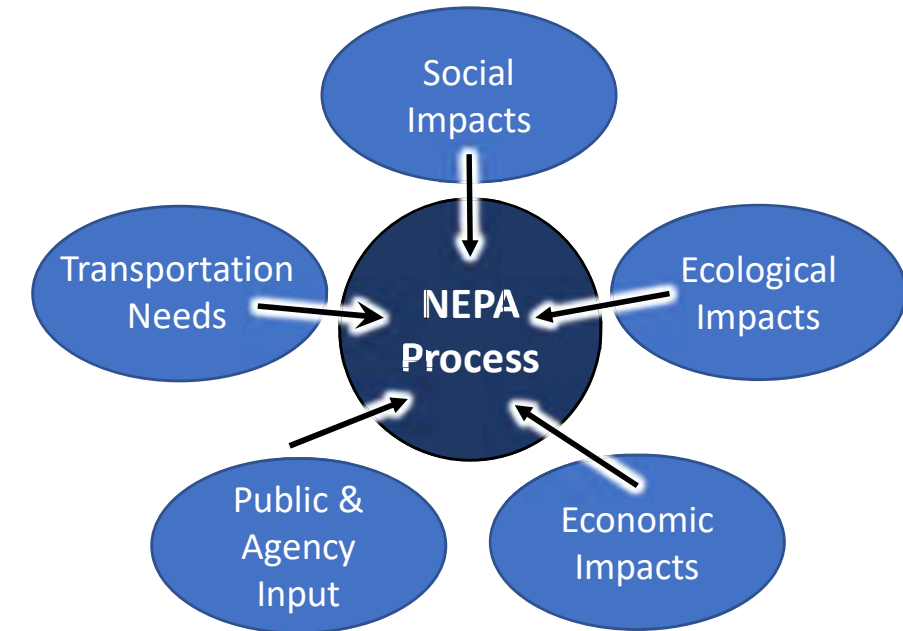 Social
Impacts
Transportation
Needs
NEPA
Process
Ecological
Impacts
Public &
Agency
Input
Economic
Impacts